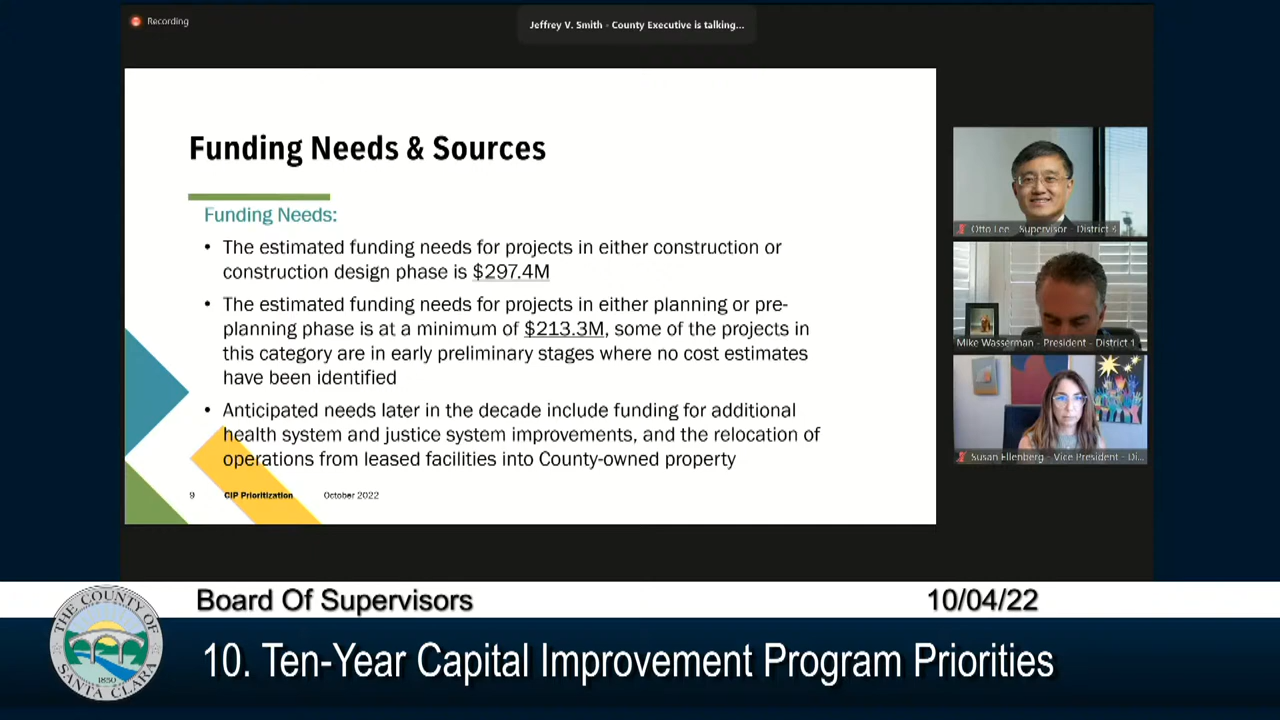 Recording
Jeffrey V. Smith - County Executive is talking...
Funding Needs & Sources
Funding Needs:
• The estimated funding needs for projects in either construction or
construction design phase is $297.4M
• The estimated funding needs for projects in either planning or pre-
planning phase is at a minimum of $213.3M, some of the projects in
this category are in early preliminary stages where no cost estimates
have been identified
• Anticipated needs later in the decade include funding for additional
health system and justice system improvements, and the relocation of
operations from leased facilities into County-owned property
9 CIP Prioritization October 2022
Otto Lee - Supervisor - District
Mike Wasserman - President - District 1
Susan Ellenberg - Vice President - Di...
Board Of Supervisors
10/04/22
10. Ten-Year Capital Improvement Program Priorities
THE COUNTY OF
SANTA CLARA
1850